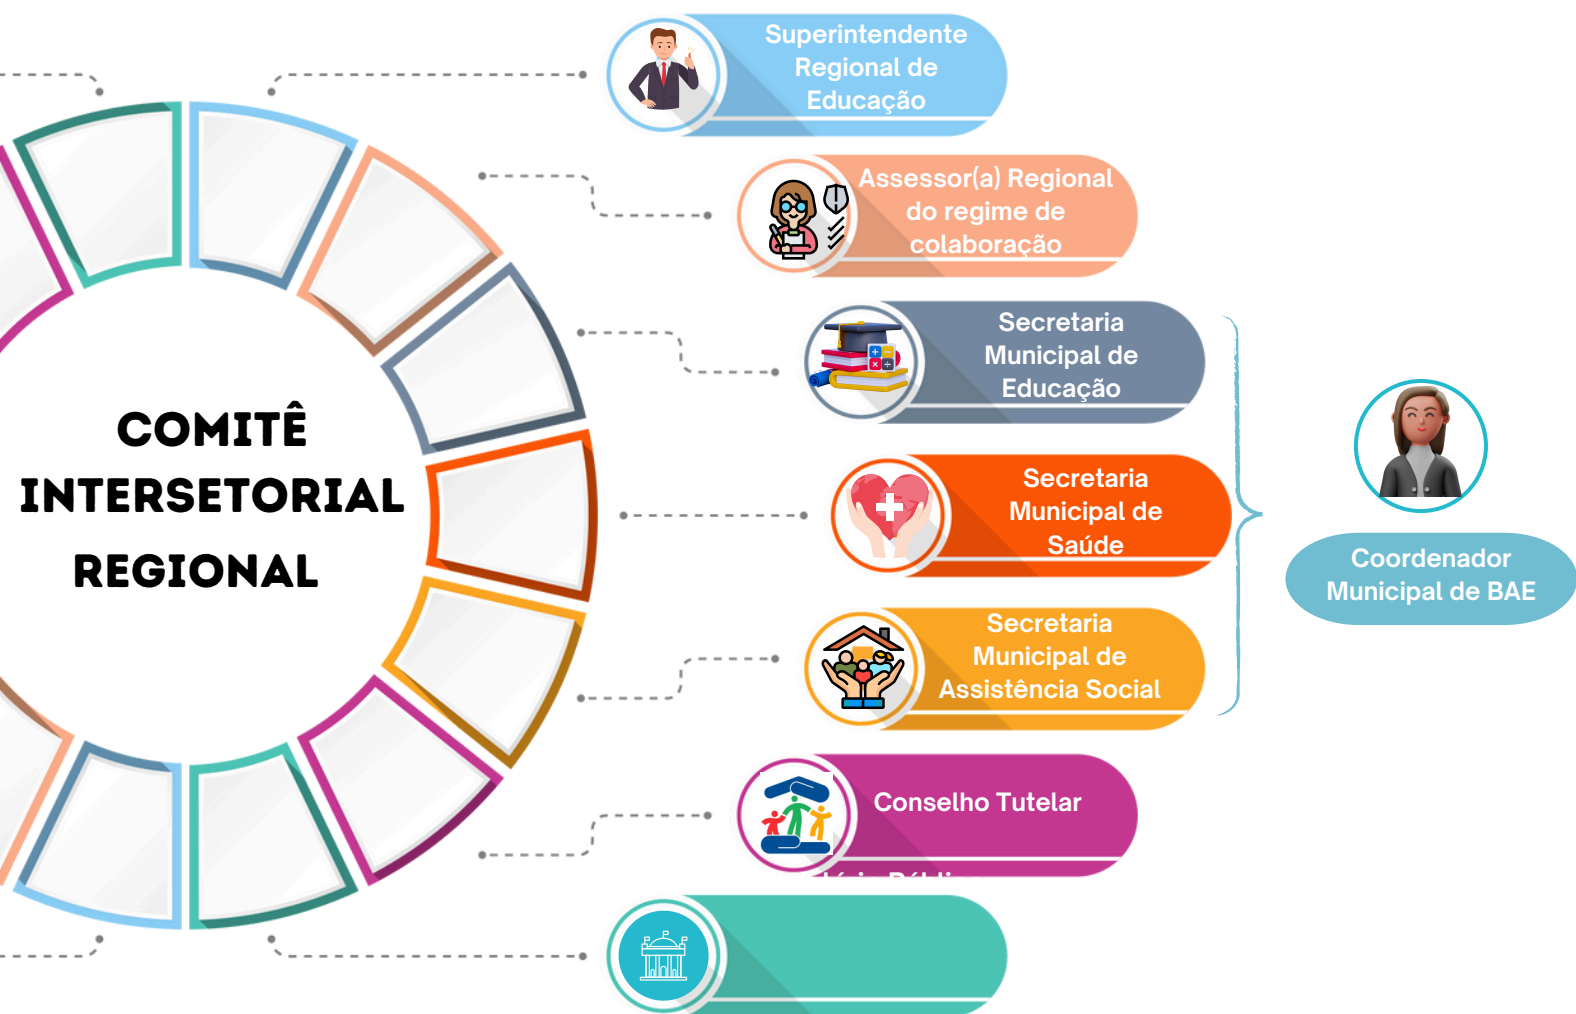 Superintendente
Regional de
Educação
Assessor(a) Regional
do regime de
colaboração
Secretaria
Municipal de
Educação
COMITÊ
INTERSETORIAL
REGIONAL
Secretaria
Municipal de
Saúde
Coordenador
Municipal de BAE
Secretaria
Municipal de
Assistência Social
Conselho Tutelar